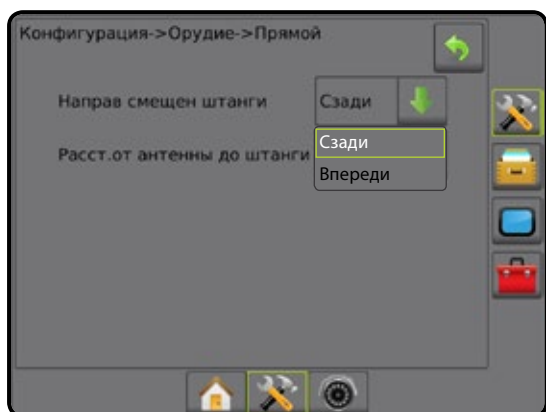 Конфигурация->Орудие->Прямой
Направ смещен штанги Сзади
Расст.от антенны до штанги
Сзади
Впереди